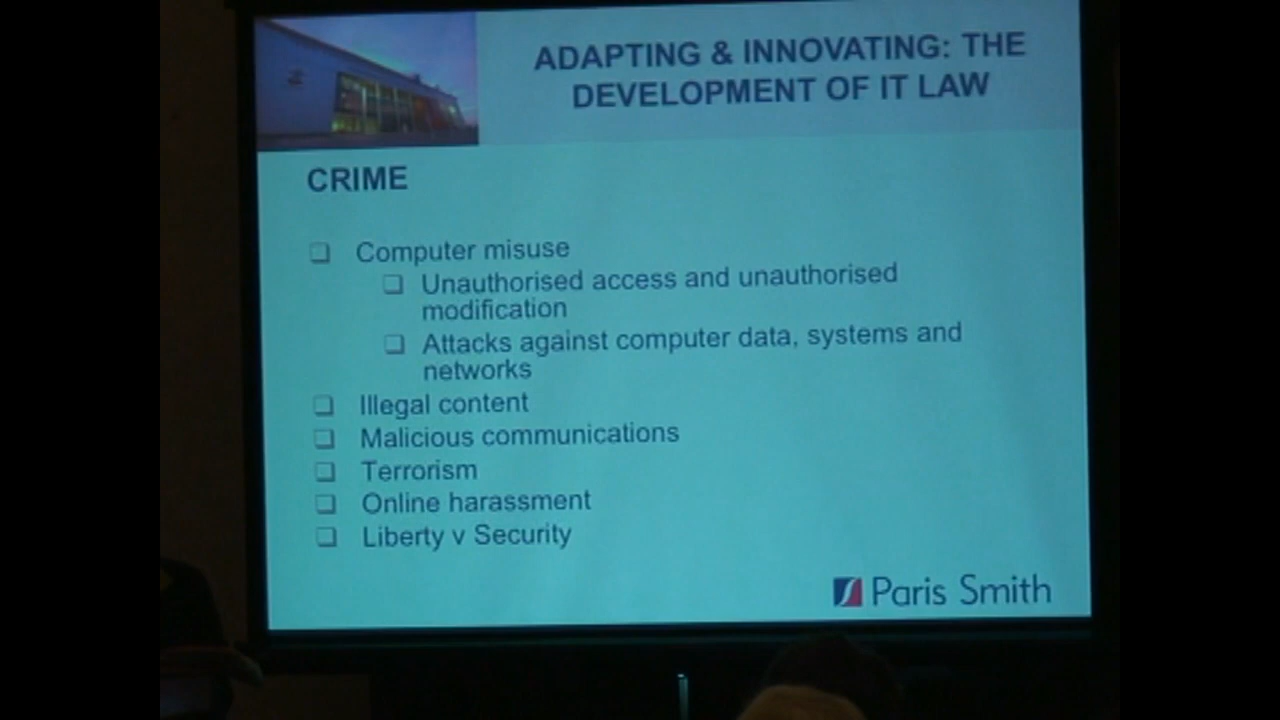 ADAPTING & INNOVATING: THE
DEVELOPMENT OF IT LAW
CRIME
Computer misuse
Unauthorised access and unauthorised
modification
Attacks against computer data, systems and
networks
Illegal content
Malicious communications
Terrorism
Online harassment
Liberty v Security
Paris Smith